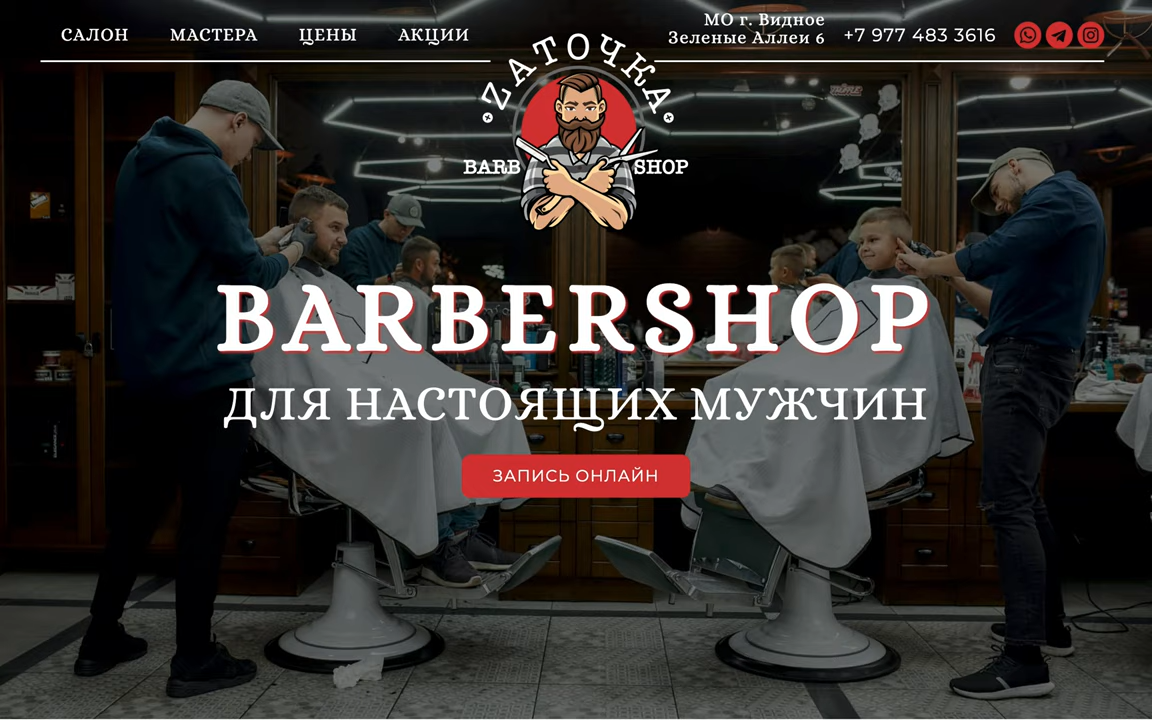 САЛОН МАСТЕРА ЦЕНЫ АКЦИИ
МО г. Видное
Зеленые Аллеи 6
+7 977 483 3616
ZАТОЧКА
BARB SHOP
BARBERSHOP
ДЛЯ НАСТОЯЩИХ МУЖЧИН
ЗАПИСЬ ОНЛАЙН